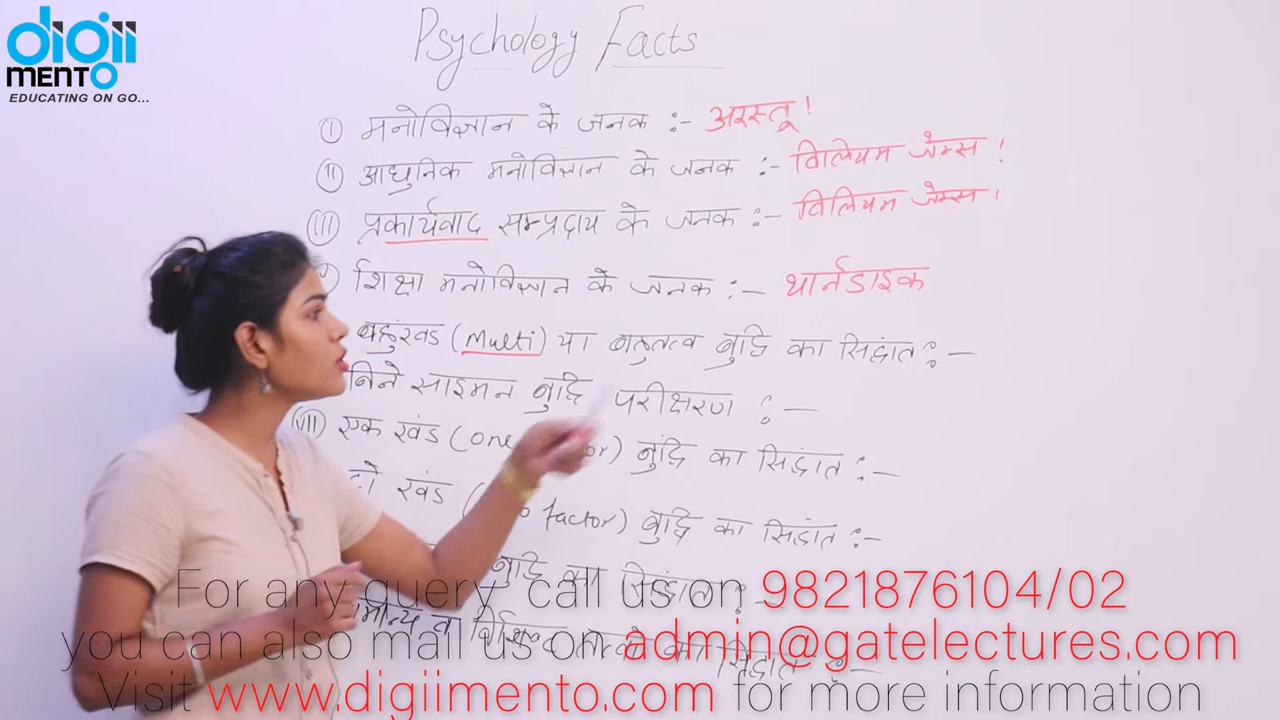 digii
MENTO
EDUCATING ON GO...
Psychology Facts
I मनोविज्ञान के जनक :- अरस्तू !
II आधुनिक मनोविज्ञान के जनक :- विलियम जेम्स !
III प्रकार्यवाद सम्प्रदाय के जनक :- विलियम जेम्स !
शिक्षा मनोविज्ञान के जनक :- थार्नडाइक
बहुंखंड (Multi) या बहुतत्व बुद्धि का सिद्धांत :-
बिने साइमन बुद्धि परीक्षण :-
VII एक खंड (one बुद्धि का सिद्धांत :-
दो खंड ( factor) बुद्धि का सिद्धांत :-
बुद्धि का सिद्धांत :-
व का सिद्धांत :-
For any query, call us on 9821876104/02
you can also mail us on admin@gatelectures.com
Visit www.digiimento.com for more information